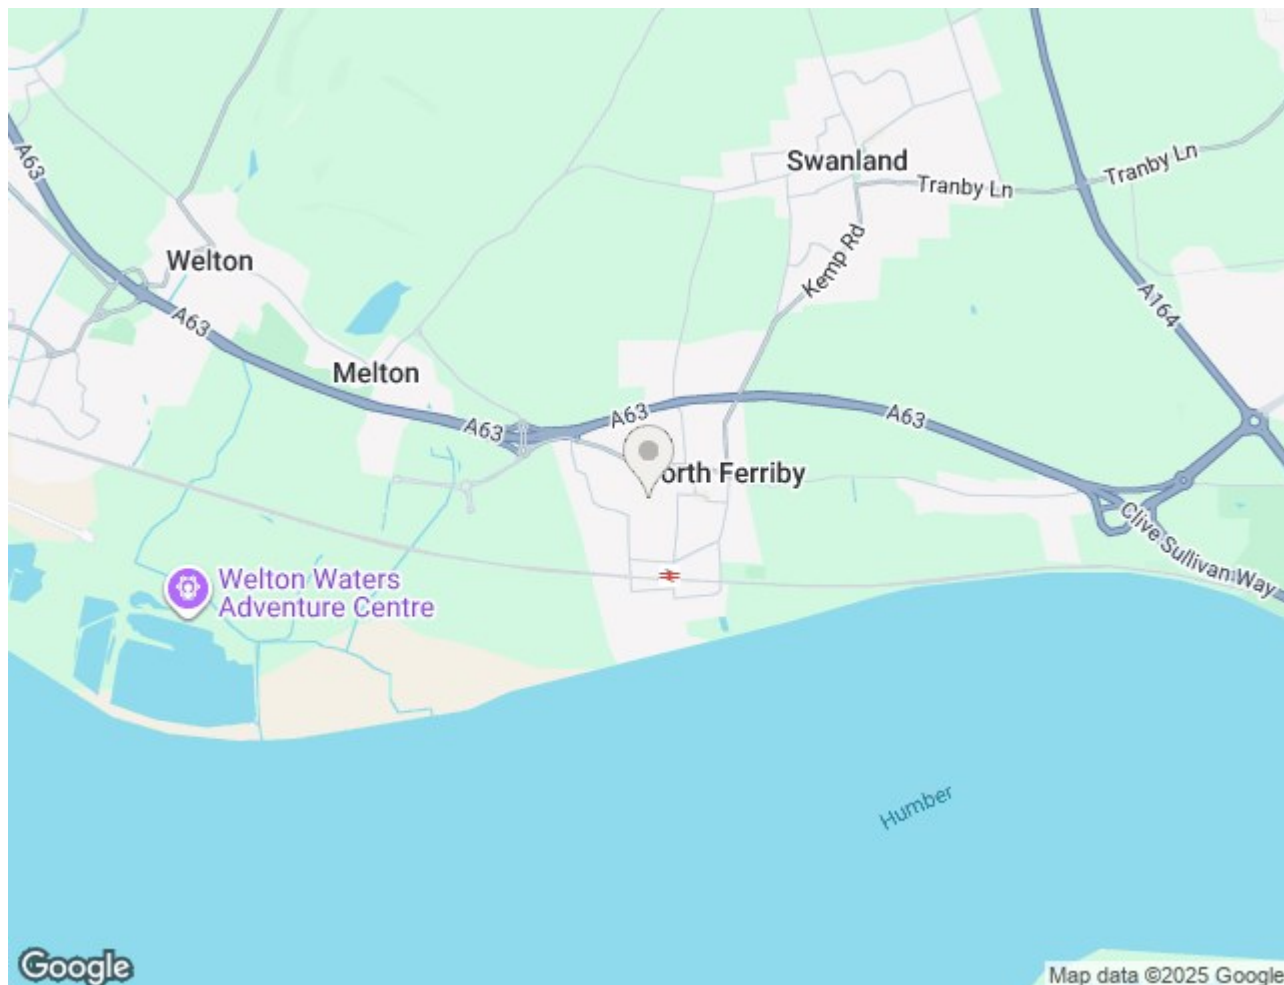 Swanland
Tranby Ln
Tranby Ln
A63
Welton
Kemp Rd
A164
A63
Melton
A63
A63
A63
orth Ferriby
Clive Sullivan Way
Welton Waters
Adventure Centre
Humber
Google
Map data ©2025 Google